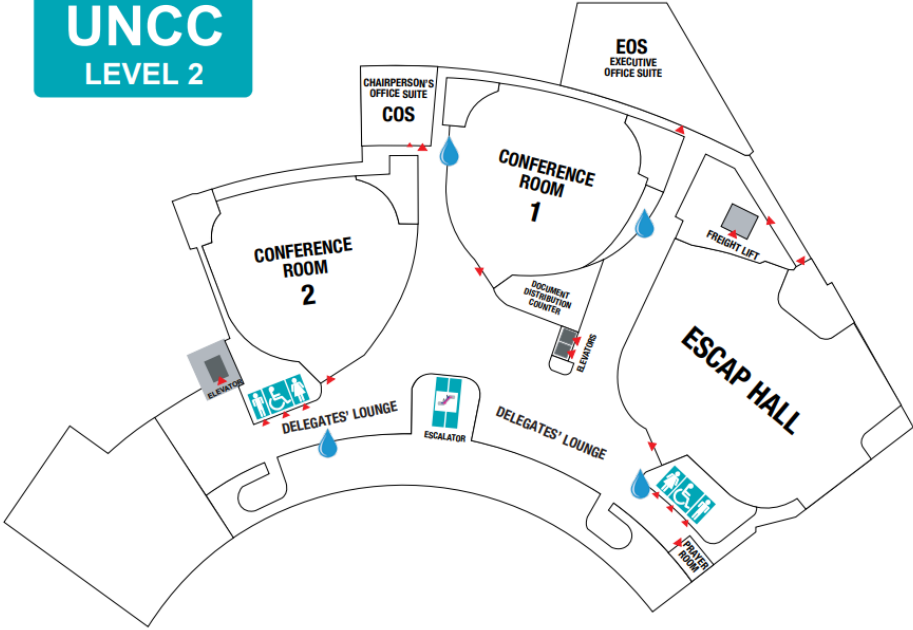 UNCC
LEVEL 2
EOS
EXECUTIVE
OFFICE SUITE
CHAIRPERSON'S
OFFICE SUITE
COS
CONFERENCE
ROOM
1
CONFERENCE
ROOM
2
FREIGHT LIFT
DOCUMENT
DISTRIBUTION
COUNTER
ELEVATORS
ESCAP HALL
ELEVATOR
DELEGATES' LOUNGE
ESCALATOR
DELEGATES' LOUNGE
PRAYER
ROOM